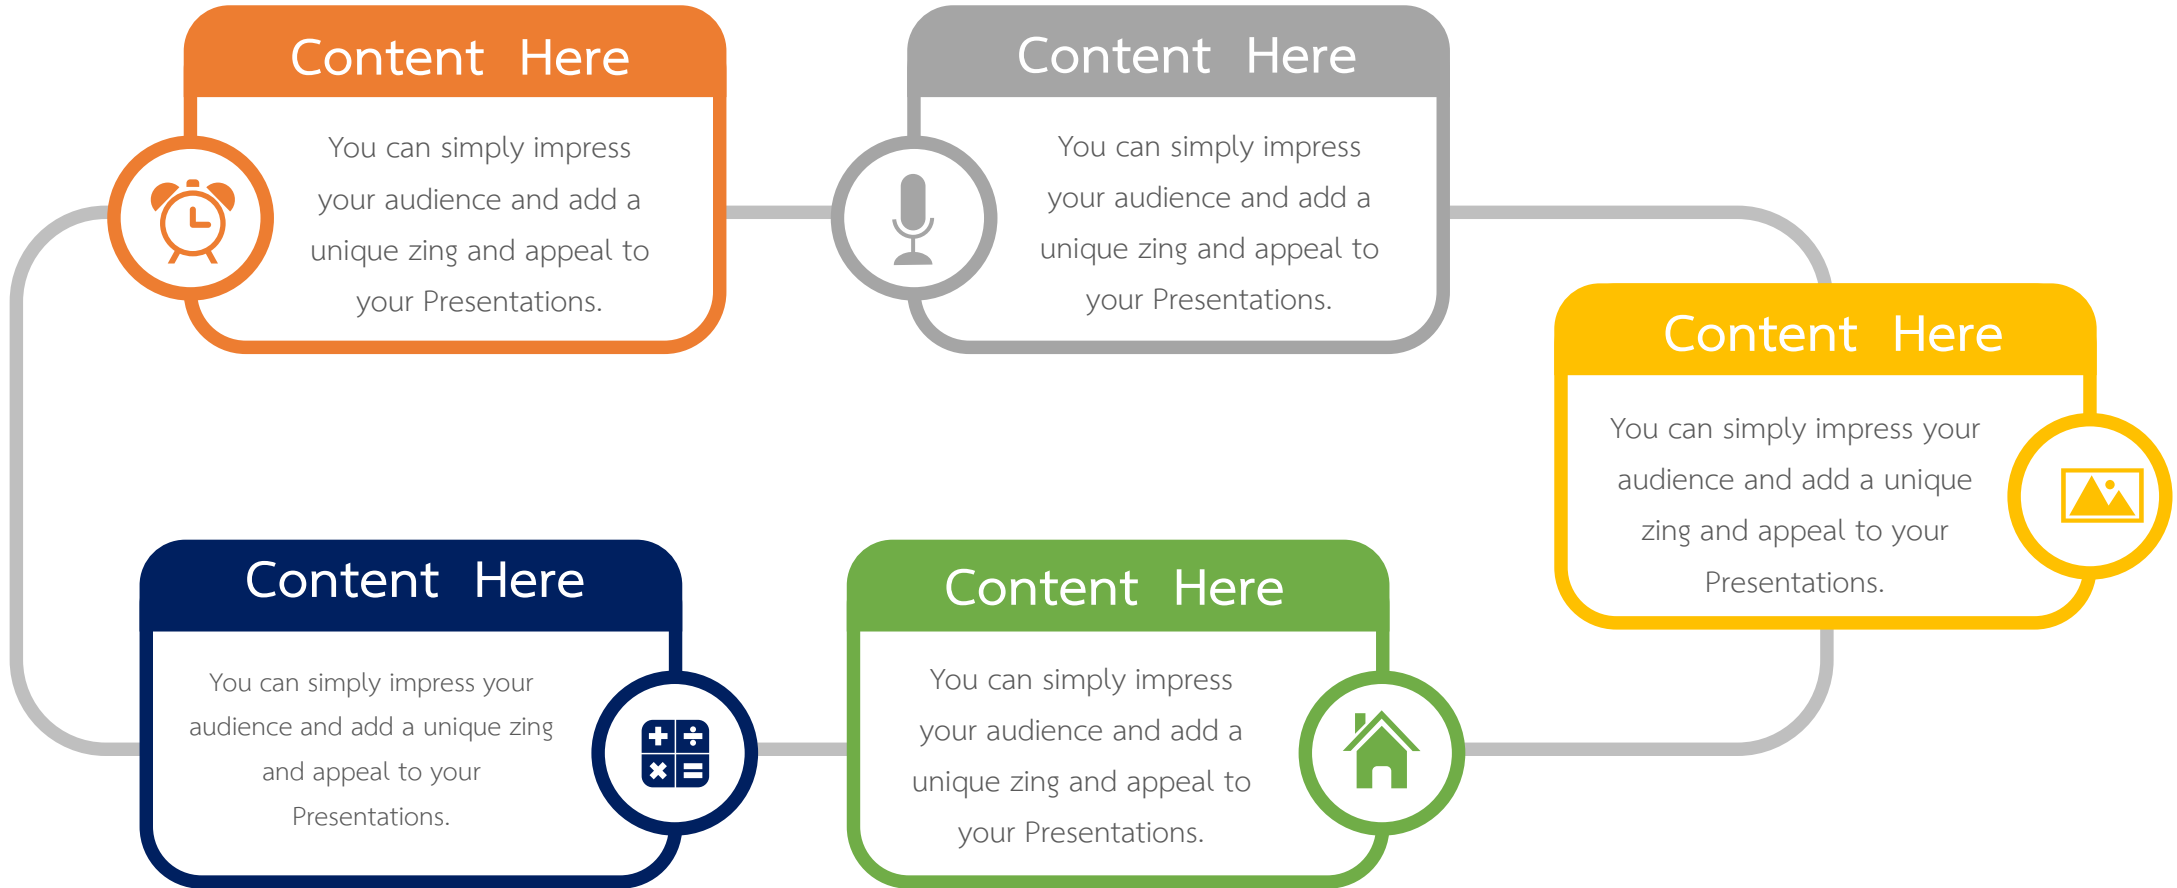 Content Here
You can simply impress
your audience and add a
unique zing and appeal to
your Presentations.
Content Here
You can simply impress
your audience and add a
unique zing and appeal to
your Presentations.
Content Here
You can simply impress your
audience and add a unique
zing and appeal to your
Presentations.
Content Here
You can simply impress your
audience and add a unique zing
and appeal to your
Presentations.
Content Here
You can simply impress
your audience and add a
unique zing and appeal to
your Presentations.